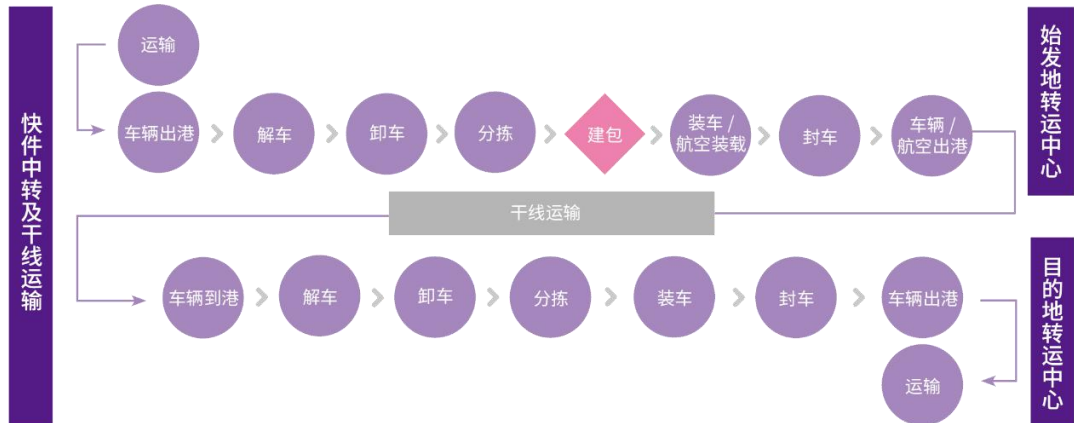 快件中转及干线运输
运输
车辆出港
解车
卸车
分拣
建包
装车 /
航空装载
封车
车辆 /
航空出港
始发地转运中心
干线运输
车辆到港
解车
卸车
分拣
装车
封车
车辆出港
运输
目的地转运中心